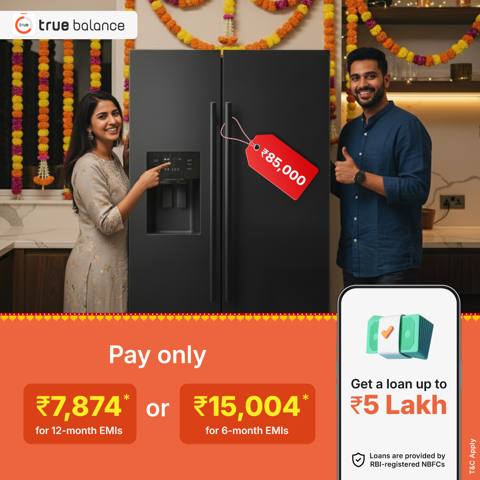 true balance
₹85,000
Pay only
₹7,874* or ₹15,004*
for 12-month EMIs
for 6-month EMIs
Get a loan up to
₹5 Lakh
Loans are provided by
RBI-registered NBFCs
T&C Apply